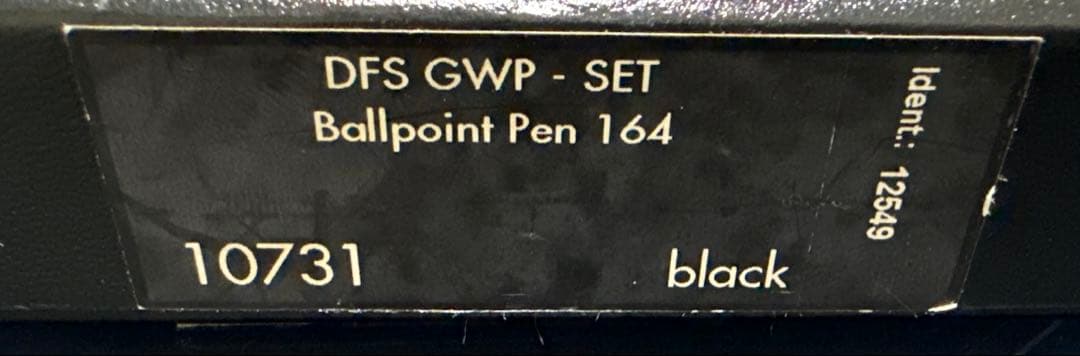 DFS GWP - SET
Ballpoint Pen 164
10731
black
Ident.: 12549